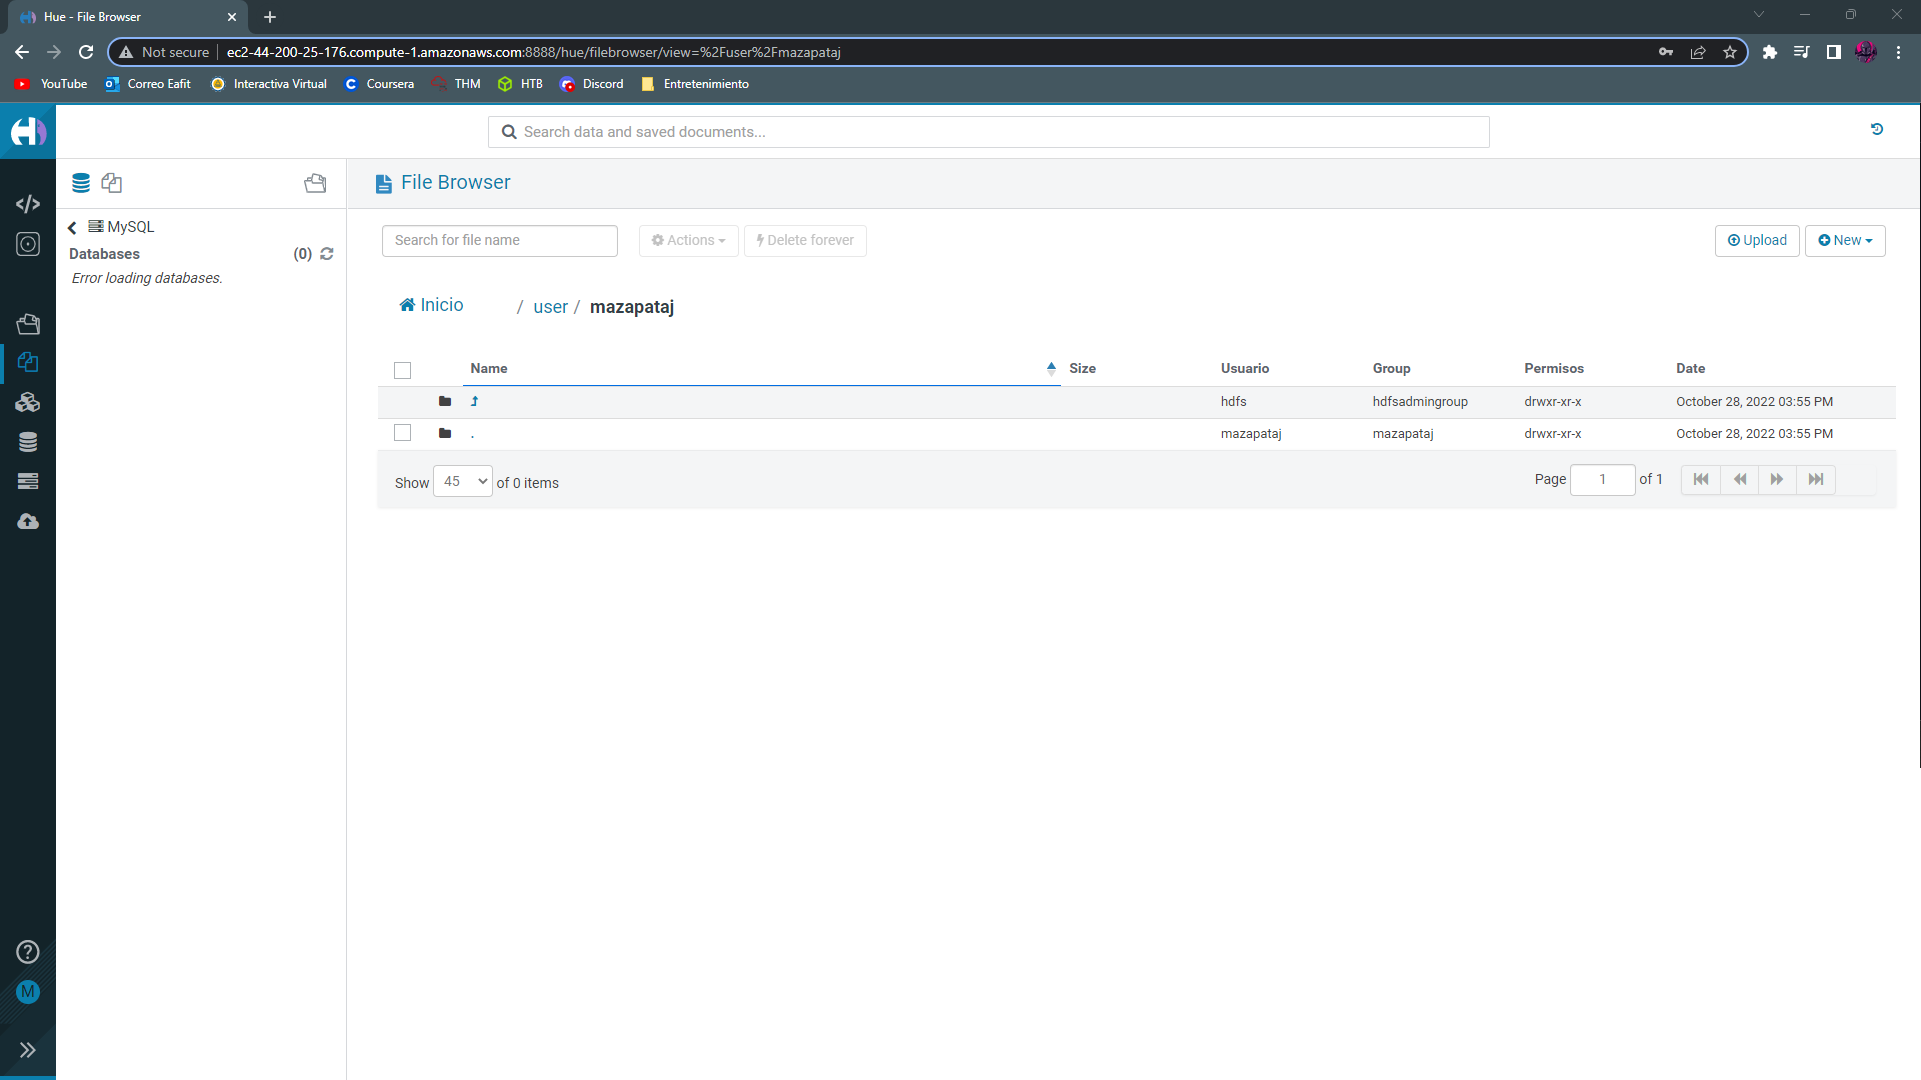 Hue - File Browser
Not secure ec2-44-200-25-176.compute-1.amazonaws.com:8888/hue/filebrowser/view=%2Fuser%2Fmazapataj
YouTube Correo Eafit Interactiva Virtual Coursera THM HTB Discord Entretenimiento
Search data and saved documents...
File Browser
MySQL
Databases (0)
Error loading databases.
Search for file name Actions Delete forever Upload New
Inicio / user / mazapataj
Name Size Usuario Group Permisos Date
hdfs hdfsadmingroup drwxr-xr-x October 28, 2022 03:55 PM
. mazapataj mazapataj drwxr-xr-x October 28, 2022 03:55 PM
Show 45 of 0 items Page 1 of 1
M